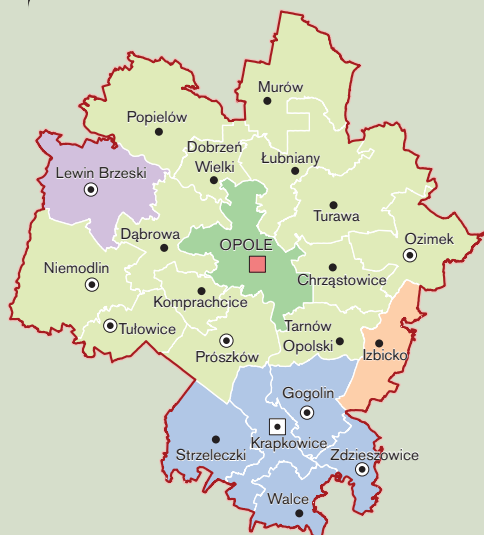 Murów
Popielów
Dobrzeń
Wielki
Łubniany
Lewin Brzeski
Turawa
Dąbrowa
OPOLE
Ozimek
Niemodlin
Chrząstowice
Komprachcice
Tułowice
Tarnów
Opolski
Prószków
Izbicko
Gogolin
Krapkowice
Strzeleczki
Zdzieszowice
Walce